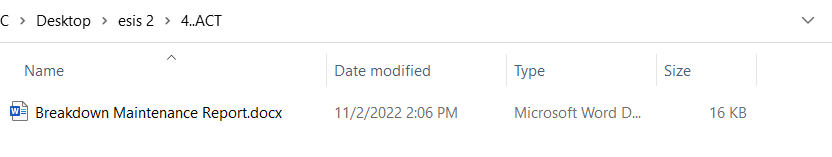 C > Desktop > esis 2 > 4..ACT
Name Date modified Type Size
Breakdown Maintenance Report.docx 11/2/2022 2:06 PM Microsoft Word D... 16 KB